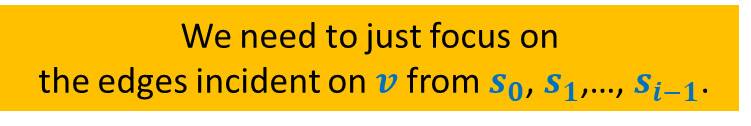 We need to just focus on
the edges incident on 𝒗 from 𝒔₀, 𝒔₁,…, 𝒔ᵢ₋₁.